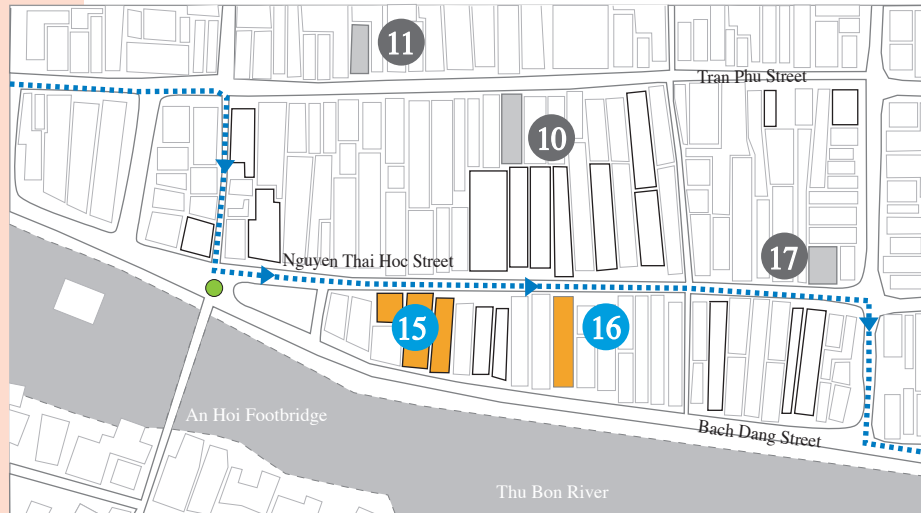 11
Tran Phu Street
10
17
Nguyen Thai Hoc Street
15
16
An Hoi Footbridge
Bach Dang Street
Thu Bon River